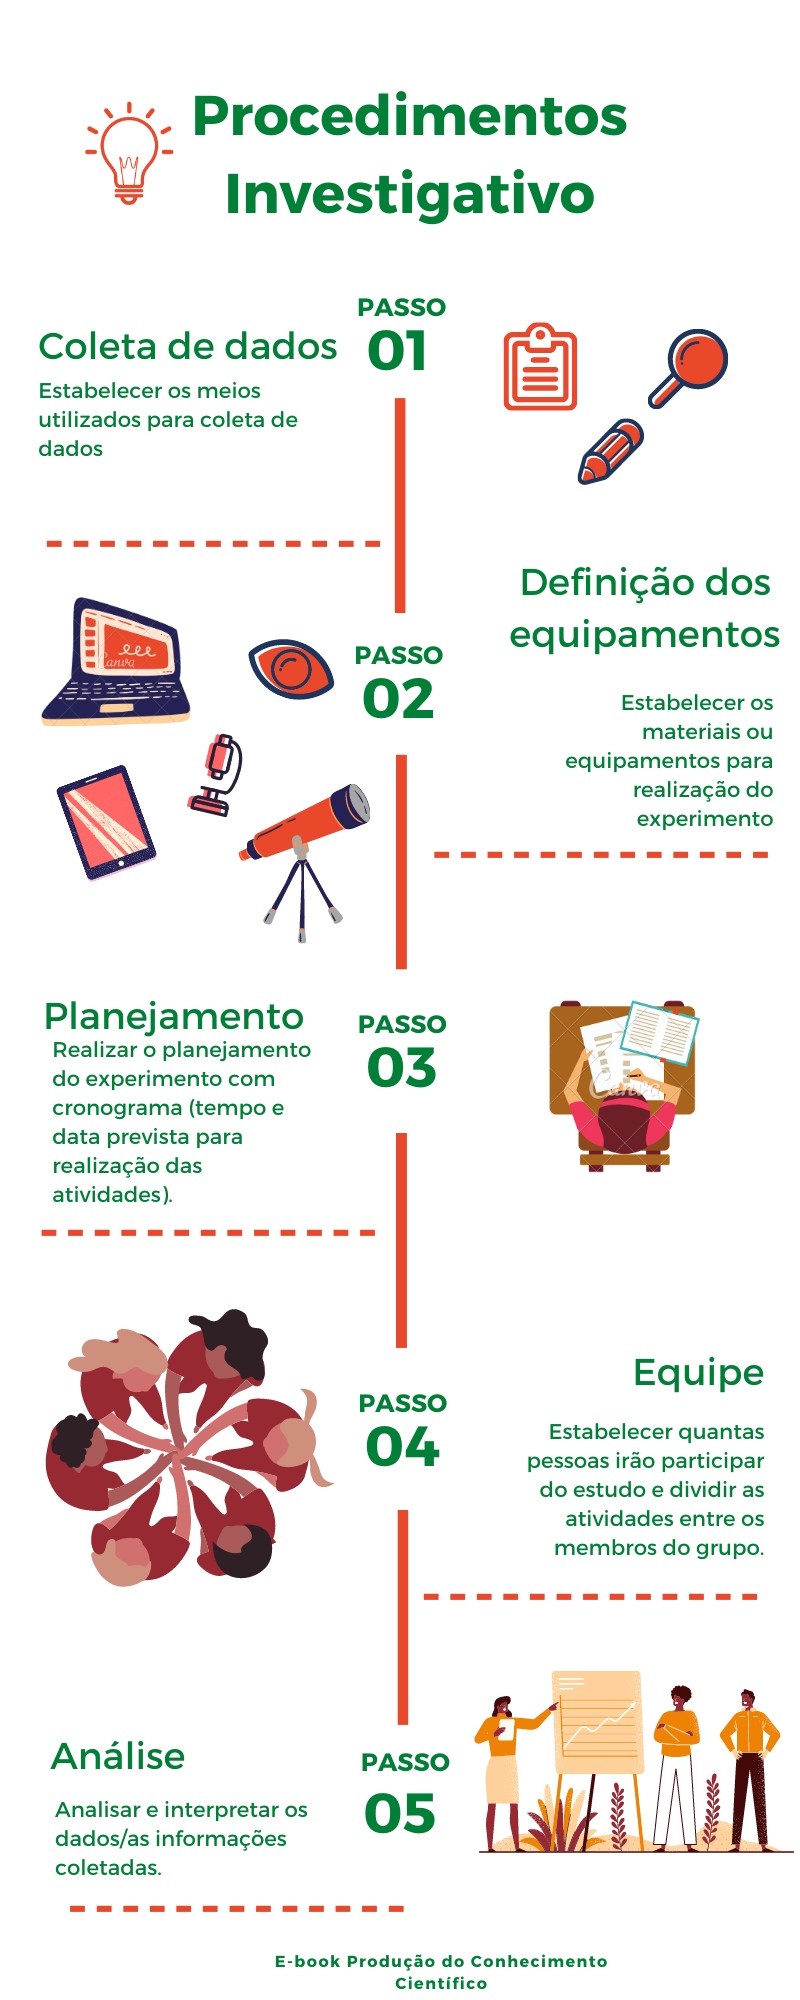 Procedimentos
Investigativo
PASSO
01
Coleta de dados
Estabelecer os meios
utilizados para coleta de
dados
Definição dos
equipamentos
PASSO
02
Estabelecer os
materiais ou
equipamentos para
realização do
experimento
Canva
Planejamento
PASSO
03
Realizar o planejamento
do experimento com
cronograma (tempo e
data prevista para
realização das
atividades).
Canva
Equipe
PASSO
04
Estabelecer quantas
pessoas irão participar
do estudo e dividir as
atividades entre os
membros do grupo.
Análise
PASSO
05
Analisar e interpretar os
dados/as informações
coletadas.
E-book Produção do Conhecimento
Científico